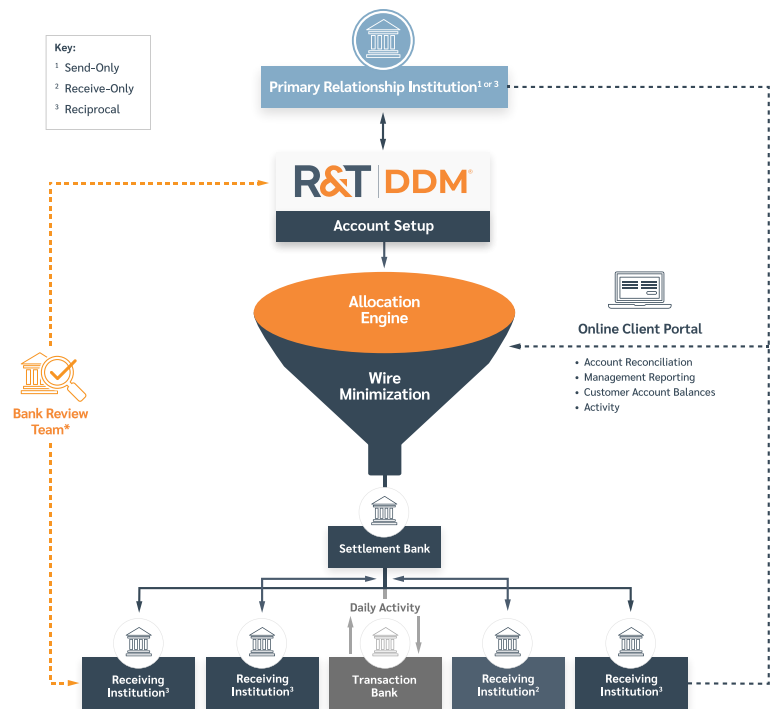 Key:
¹ Send-Only
² Receive-Only
³ Reciprocal
Primary Relationship Institution¹ ᵒʳ ³
R&T | DDM®
Account Setup
Allocation
Engine
Wire
Minimization
Online Client Portal
• Account Reconciliation
• Management Reporting
• Customer Account Balances
• Activity
Bank Review
Team*
Settlement Bank
Daily Activity
Receiving
Institution³
Receiving
Institution³
Transaction
Bank
Receiving
Institution²
Receiving
Institution³